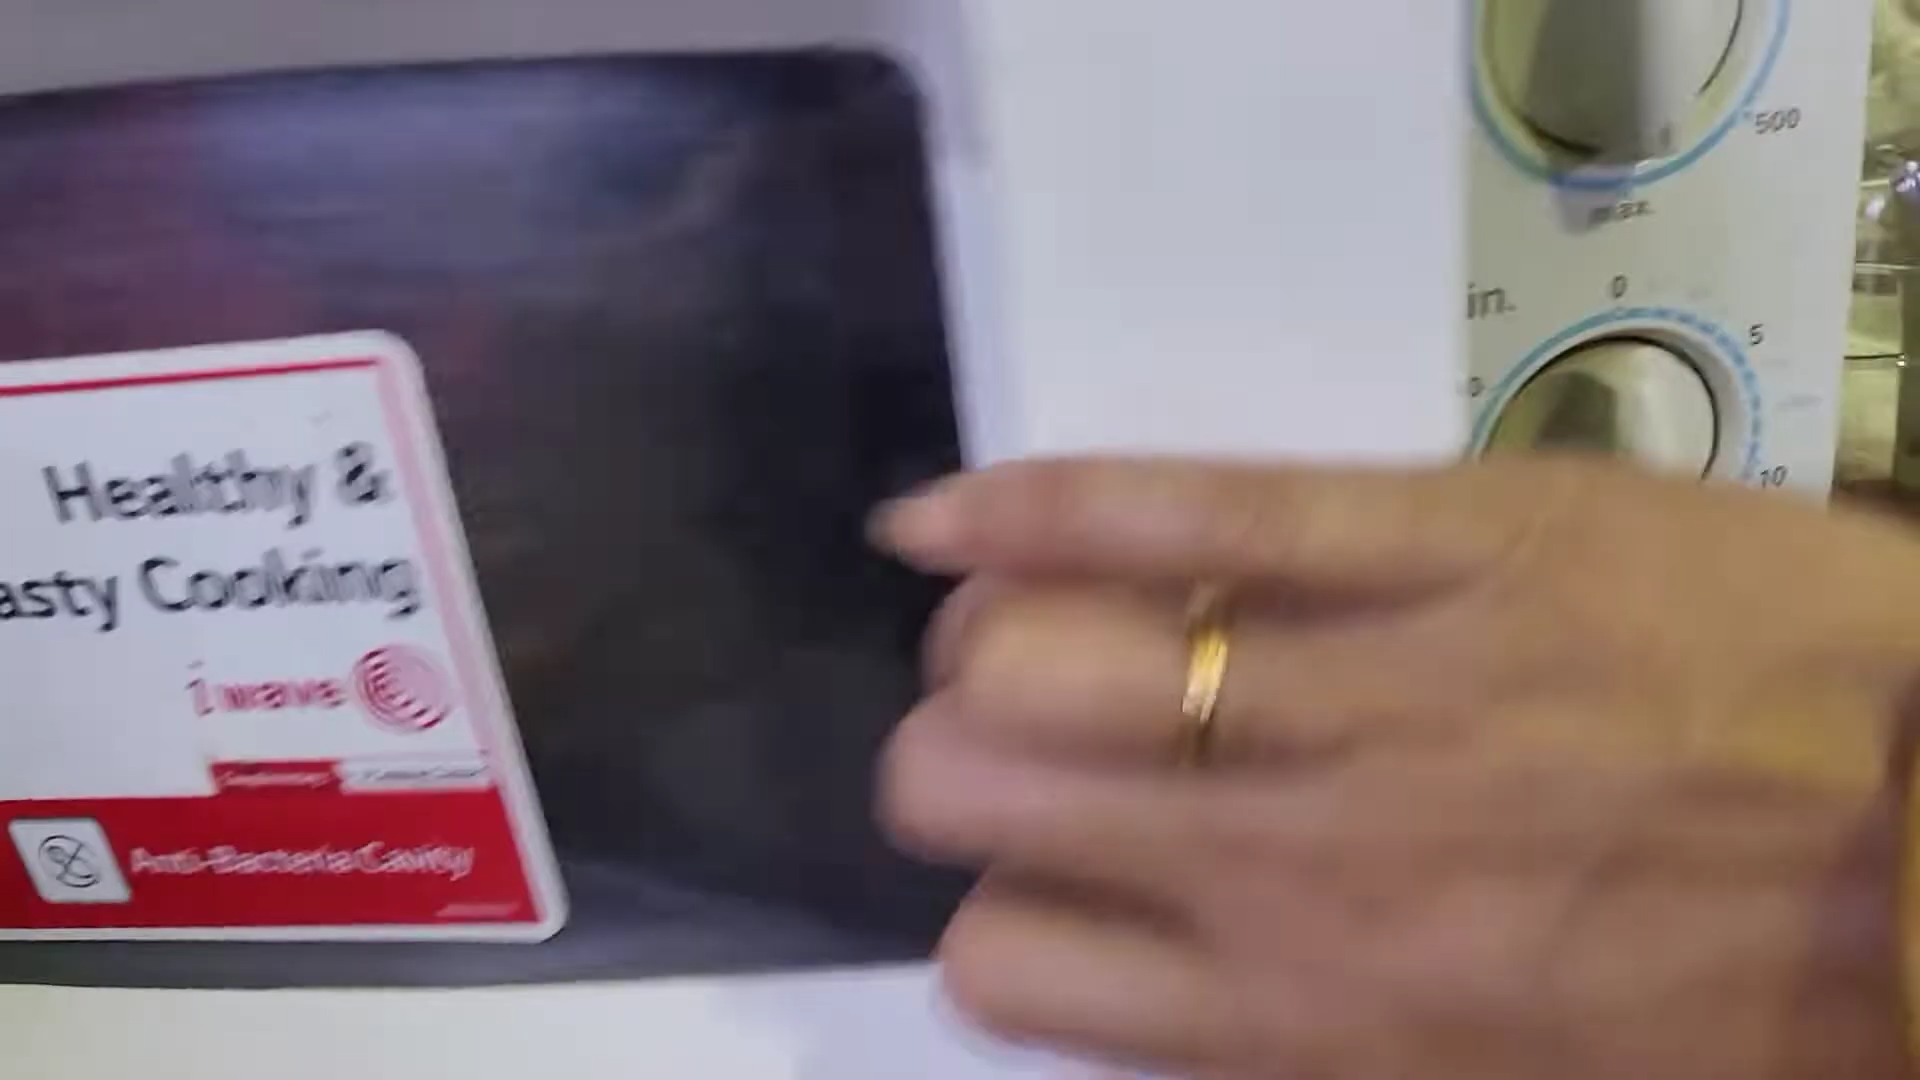 500
max.
in.
0
5
10
Healthy &
asty Cooking
i wave
Anti-Bacteria Cavity